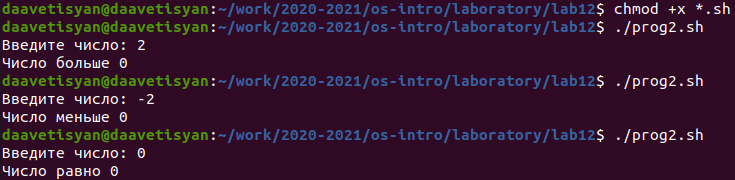 daavetisyan@daavetisyan:~/work/2020-2021/os-intro/laboratory/lab12$ chmod +x *.sh
daavetisyan@daavetisyan:~/work/2020-2021/os-intro/laboratory/lab12$ ./prog2.sh
Введите число: 2
Число больше 0
daavetisyan@daavetisyan:~/work/2020-2021/os-intro/laboratory/lab12$ ./prog2.sh
Введите число: -2
Число меньше 0
daavetisyan@daavetisyan:~/work/2020-2021/os-intro/laboratory/lab12$ ./prog2.sh
Введите число: 0
Число равно 0